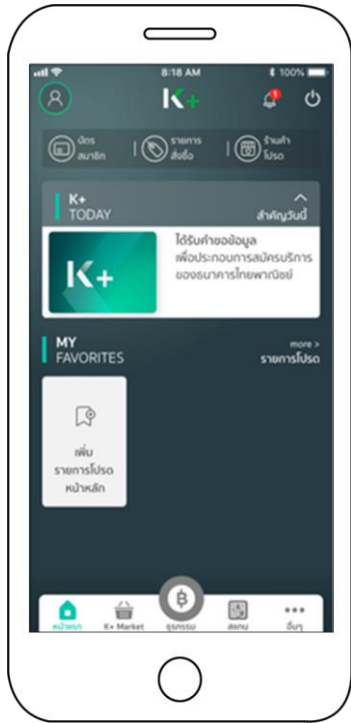 8:18 AM
100%
K+
1
บัตร
สมาชิก
รายการ
สั่งซื้อ
ร้านค้า
โปรด
K+
TODAY
สำคัญวันนี้
K+
ได้รับคำขอข้อมูล
เพื่อประกอบการสมัครบริการ
ของธนาคารไทยพาณิชย์
MY
FAVORITES
more >
รายการโปรด
เพิ่ม
รายการโปรด
หน้าหลัก
หน้าแรก
K+ Market
ธุรกรรม
สแกน
อื่นๆ